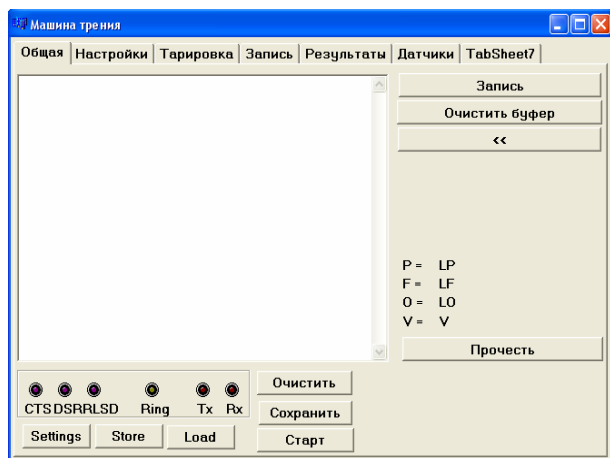 Машина трения
Общая Настройки Тарировка Запись Результаты Датчики TabSheet7
Запись
Очистить буфер
<<
P = LP
F = LF
O = LO
V = V
Прочесть
Очистить
CTS DSR RLSD Ring Tx Rx
Сохранить
Settings Store Load
Старт